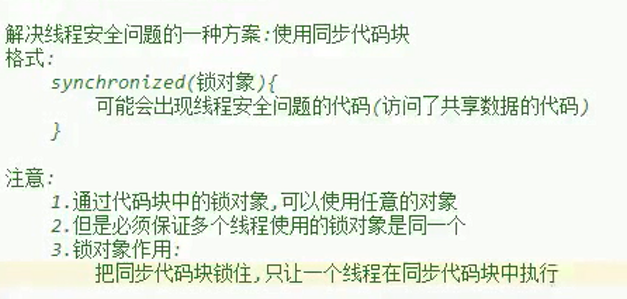 解决线程安全问题的一种方案:使用同步代码块
格式:
synchronized(锁对象){
可能会出现线程安全问题的代码(访问了共享数据的代码)
}
注意:
1.通过代码块中的锁对象,可以使用任意的对象
2.但是必须保证多个线程使用的锁对象是同一个
3.锁对象作用:
把同步代码块锁住,只让一个线程在同步代码块中执行